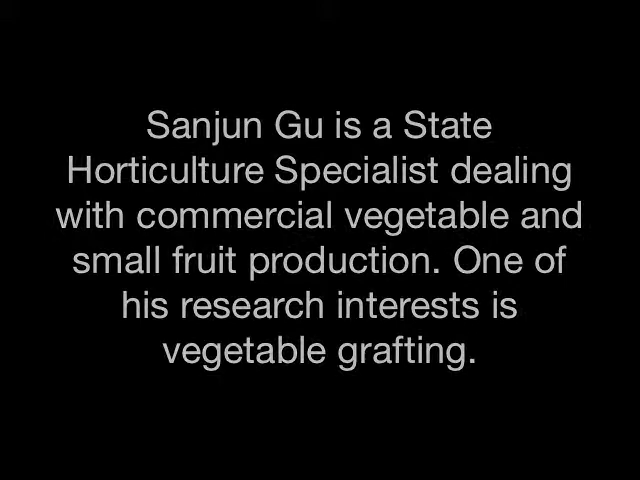 Sanjun Gu is a State
Horticulture Specialist dealing
with commercial vegetable and
small fruit production. One of
his research interests is
vegetable grafting.